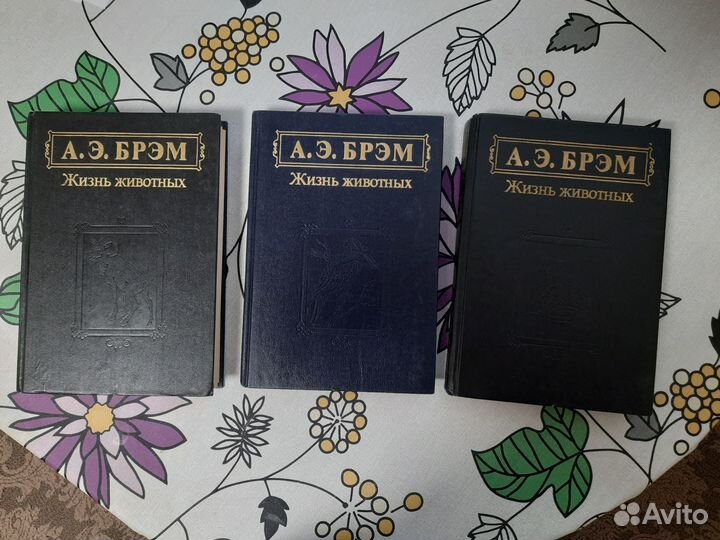 А. Э. БРЭМ
Жизнь животных
А. Э. БРЭМ
Жизнь животных
А. Э. БРЭМ
Жизнь животных
Avito